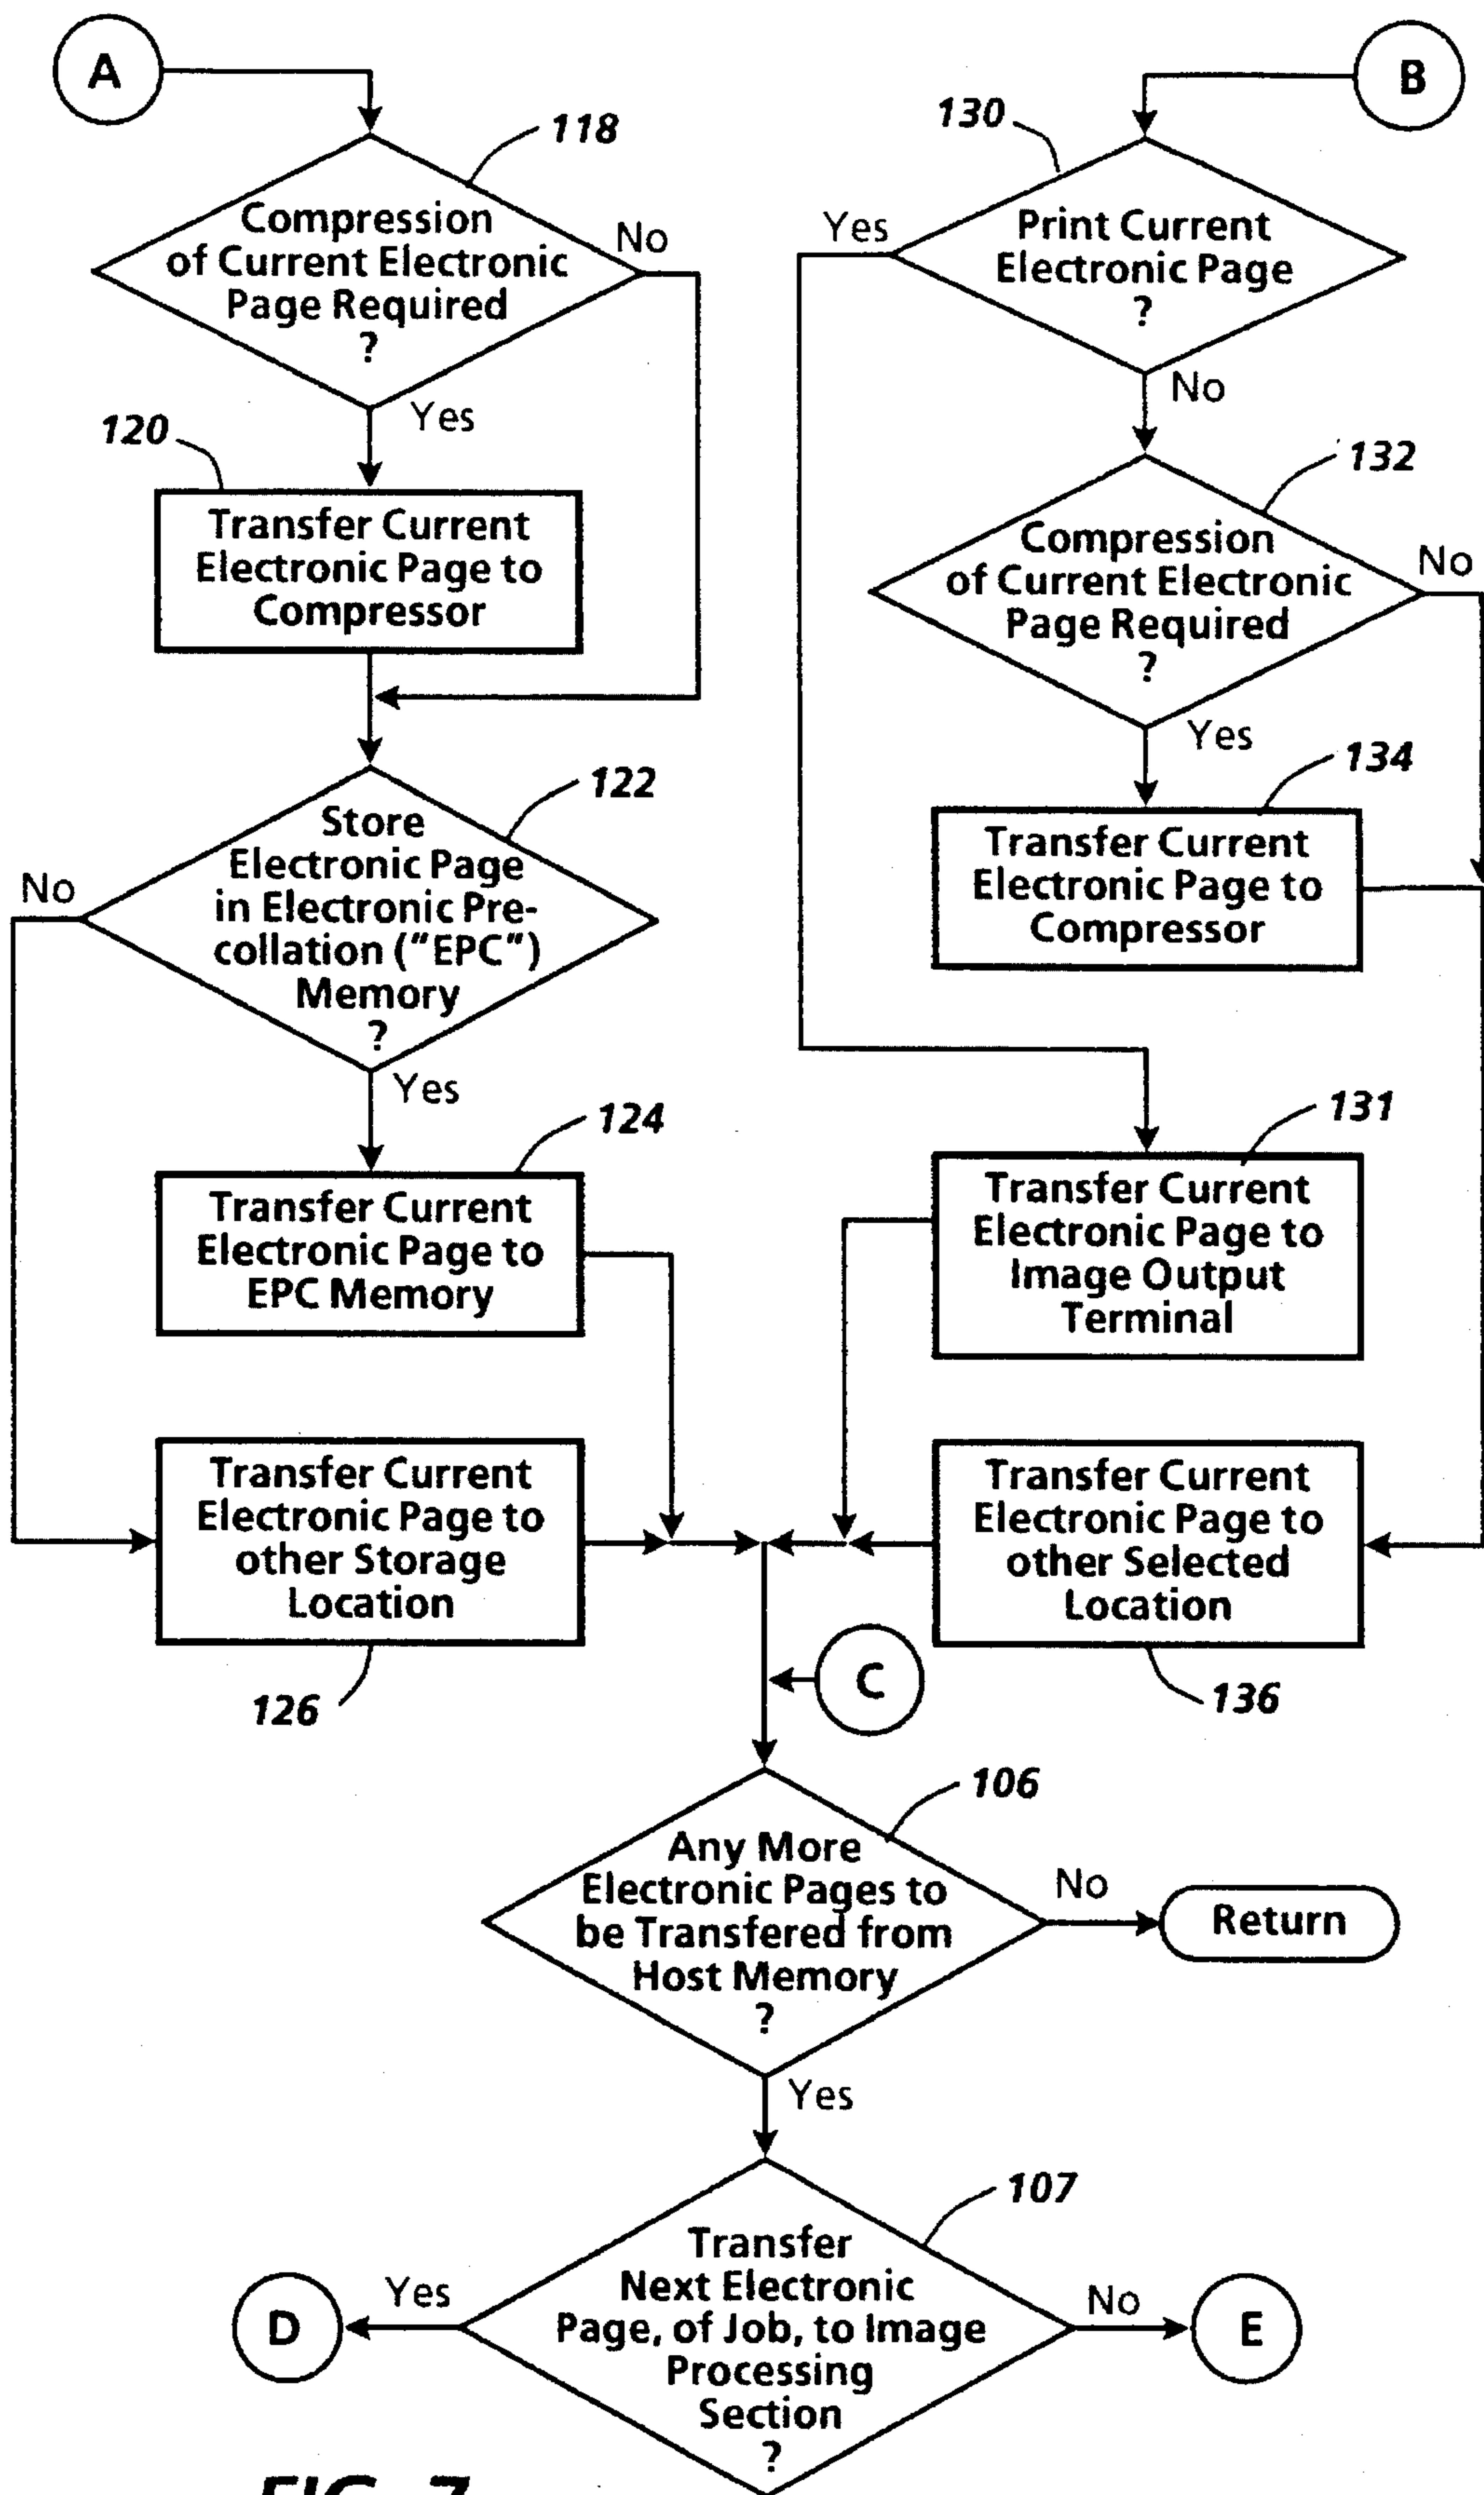 A
118
Compression
of Current Electronic
Page Required
?
No
Yes
120
Transfer Current
Electronic Page to
Compressor
122
Store
Electronic Page
in Electronic Pre-
collation ("EPC")
Memory
?
No
Yes
124
Transfer Current
Electronic Page to
EPC Memory
Transfer Current
Electronic Page to
other Storage
Location
126
B
130
Print Current
Electronic Page
?
Yes
No
132
Compression
of Current Electronic
Page Required
?
No
Yes
134
Transfer Current
Electronic Page to
Compressor
131
Transfer Current
Electronic Page to
Image Output
Terminal
Transfer Current
Electronic Page to
other Selected
Location
136
C
106
Any More
Electronic Pages to
be Transfered from
Host Memory
?
No
Return
Yes
107
Transfer
Next Electronic
Page, of Job, to Image
Processing
Section
?
Yes
D
No
E
FIG. 7